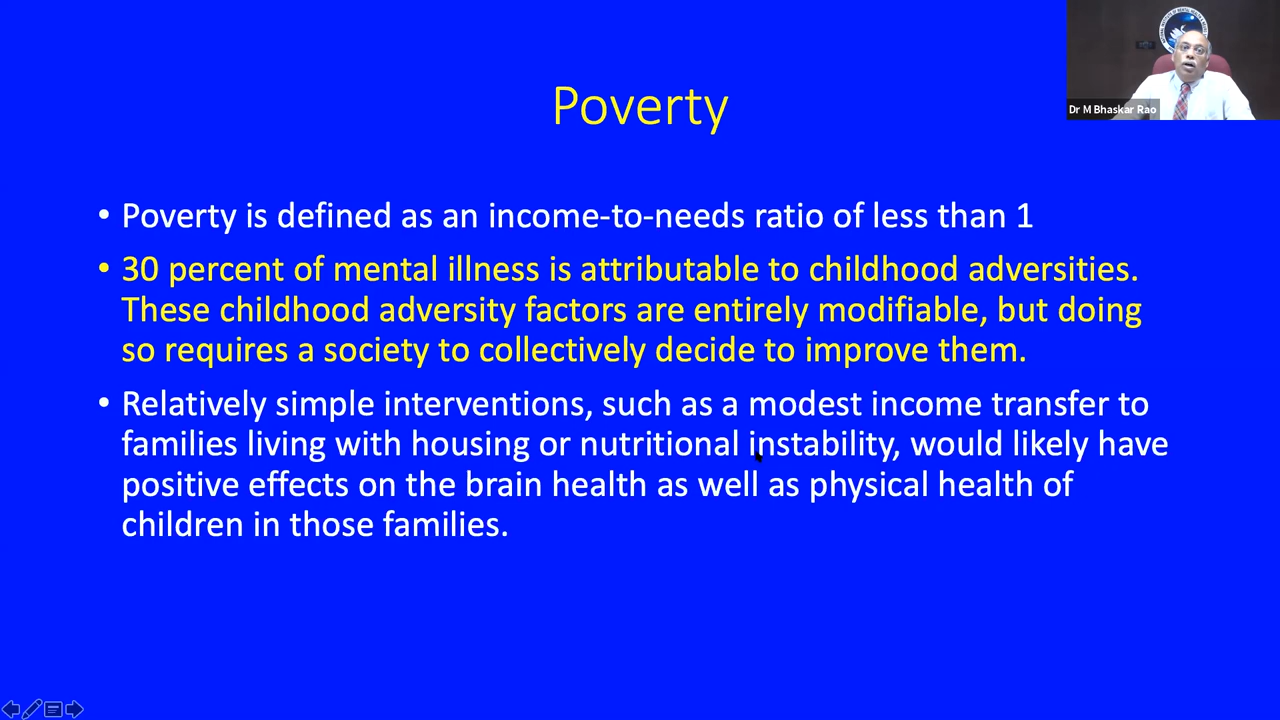 Dr M Bhaskar Rao
Poverty
• Poverty is defined as an income-to-needs ratio of less than 1
• 30 percent of mental illness is attributable to childhood adversities.
These childhood adversity factors are entirely modifiable, but doing
so requires a society to collectively decide to improve them.
• Relatively simple interventions, such as a modest income transfer to
families living with housing or nutritional instability, would likely have
positive effects on the brain health as well as physical health of
children in those families.